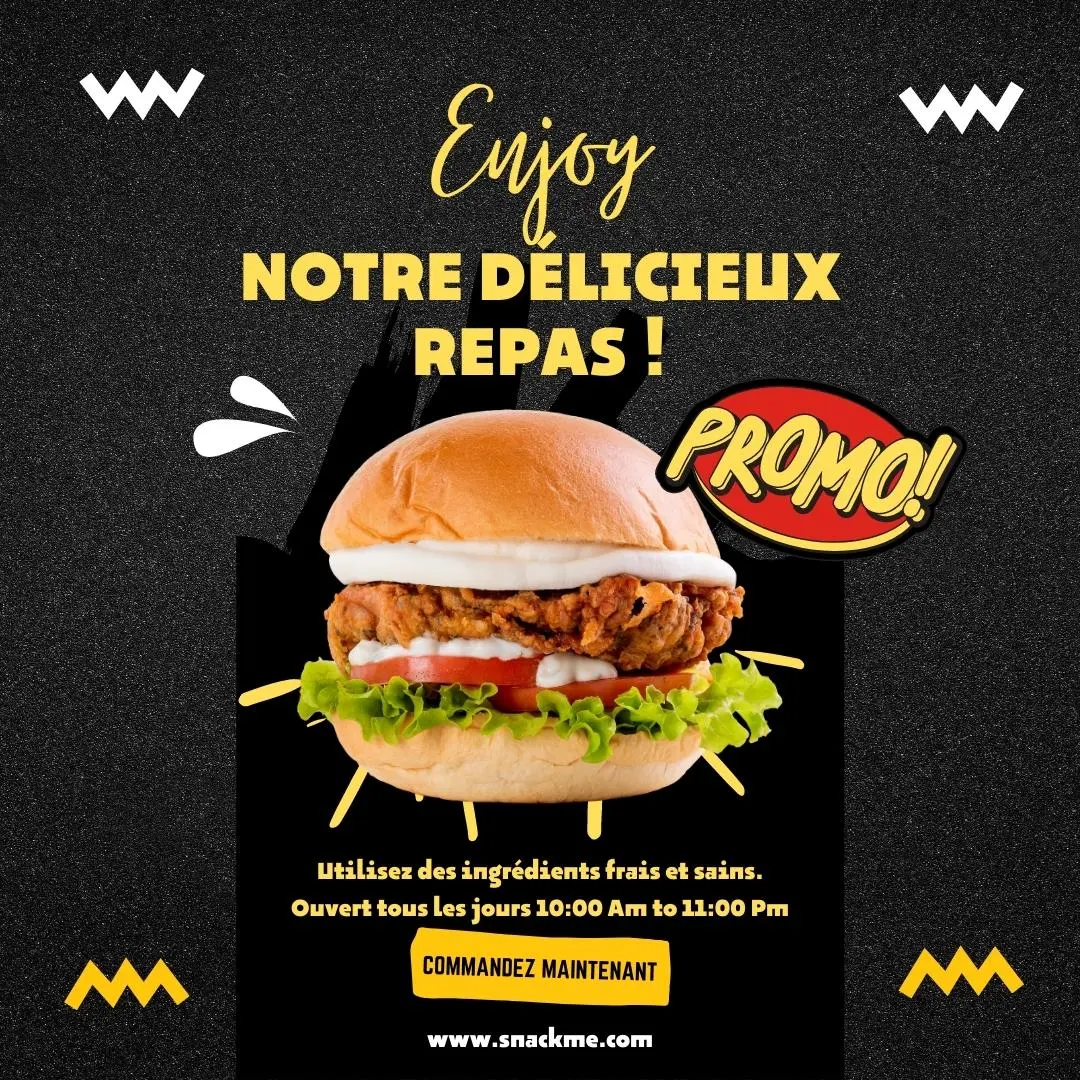 Enjoy
NOTRE DÉLICIEUX
REPAS !
PROMO!
Utilisez des ingrédients frais et sains.
Ouvert tous les jours 10:00 Am to 11:00 Pm
COMMANDEZ MAINTENANT
www.snackme.com